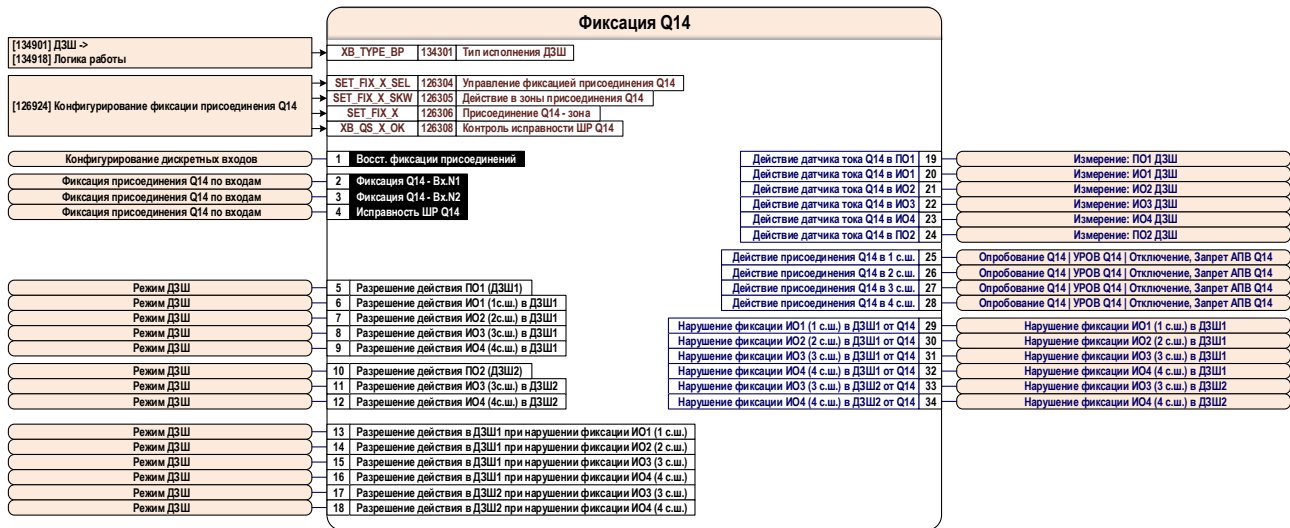 Фиксация Q14
[134901] ДЗШ ->
[134918] Логика работы
XB_TYPE_BP 134301 Тип исполнения ДЗШ
[126924] Конфигурирование фиксации присоединения Q14
SET_FIX_X_SEL 126304 Управление фиксацией присоединения Q14
SET_FIX_X_SKW 126305 Действие в зоны присоединения Q14
SET_FIX_X 126306 Присоединение Q14 - зона
XB_QS_X_OK 126308 Контроль исправности ШР Q14
Конфигурирование дискретных входов 1 Восст. фиксации присоединений
Фиксация присоединения Q14 по входам 2 Фиксация Q14 - Вх.N1
Фиксация присоединения Q14 по входам 3 Фиксация Q14 - Вх.N2
Фиксация присоединения Q14 по входам 4 Исправность ШР Q14
Режим ДЗШ 5 Разрешение действия ПО1 (ДЗШ1)
Режим ДЗШ 6 Разрешение действия ИО1 (1с.ш.) в ДЗШ1
Режим ДЗШ 7 Разрешение действия ИО2 (2с.ш.) в ДЗШ1
Режим ДЗШ 8 Разрешение действия ИО3 (3с.ш.) в ДЗШ1
Режим ДЗШ 9 Разрешение действия ИО4 (4с.ш.) в ДЗШ1
Режим ДЗШ 10 Разрешение действия ПО2 (ДЗШ2)
Режим ДЗШ 11 Разрешение действия ИО3 (3с.ш.) в ДЗШ2
Режим ДЗШ 12 Разрешение действия ИО4 (4с.ш.) в ДЗШ2
Режим ДЗШ 13 Разрешение действия в ДЗШ1 при нарушении фиксации ИО1 (1 с.ш.)
Режим ДЗШ 14 Разрешение действия в ДЗШ1 при нарушении фиксации ИО2 (2 с.ш.)
Режим ДЗШ 15 Разрешение действия в ДЗШ1 при нарушении фиксации ИО3 (3 с.ш.)
Режим ДЗШ 16 Разрешение действия в ДЗШ1 при нарушении фиксации ИО4 (4 с.ш.)
Режим ДЗШ 17 Разрешение действия в ДЗШ2 при нарушении фиксации ИО3 (3 с.ш.)
Режим ДЗШ 18 Разрешение действия в ДЗШ2 при нарушении фиксации ИО4 (4 с.ш.)
Действие датчика тока Q14 в ПО1 19 Измерение: ПО1 ДЗШ
Действие датчика тока Q14 в ИО1 20 Измерение: ИО1 ДЗШ
Действие датчика тока Q14 в ИО2 21 Измерение: ИО2 ДЗШ
Действие датчика тока Q14 в ИО3 22 Измерение: ИО3 ДЗШ
Действие датчика тока Q14 в ИО4 23 Измерение: ИО4 ДЗШ
Действие датчика тока Q14 в ПО2 24 Измерение: ПО2 ДЗШ
Действие присоединения Q14 в 1 с.ш. 25 Опробование Q14 | УРОВ Q14 | Отключение, Запрет АПВ Q14
Действие присоединения Q14 в 2 с.ш. 26 Опробование Q14 | УРОВ Q14 | Отключение, Запрет АПВ Q14
Действие присоединения Q14 в 3 с.ш. 27 Опробование Q14 | УРОВ Q14 | Отключение, Запрет АПВ Q14
Действие присоединения Q14 в 4 с.ш. 28 Опробование Q14 | УРОВ Q14 | Отключение, Запрет АПВ Q14
Нарушение фиксации ИО1 (1 с.ш.) в ДЗШ1 от Q14 29 Нарушение фиксации ИО1 (1 с.ш.) в ДЗШ1
Нарушение фиксации ИО2 (2 с.ш.) в ДЗШ1 от Q14 30 Нарушение фиксации ИО2 (2 с.ш.) в ДЗШ1
Нарушение фиксации ИО3 (3 с.ш.) в ДЗШ1 от Q14 31 Нарушение фиксации ИО3 (3 с.ш.) в ДЗШ1
Нарушение фиксации ИО4 (4 с.ш.) в ДЗШ1 от Q14 32 Нарушение фиксации ИО4 (4 с.ш.) в ДЗШ1
Нарушение фиксации ИО3 (3 с.ш.) в ДЗШ2 от Q14 33 Нарушение фиксации ИО3 (3 с.ш.) в ДЗШ2
Нарушение фиксации ИО4 (4 с.ш.) в ДЗШ2 от Q14 34 Нарушение фиксации ИО4 (4 с.ш.) в ДЗШ2